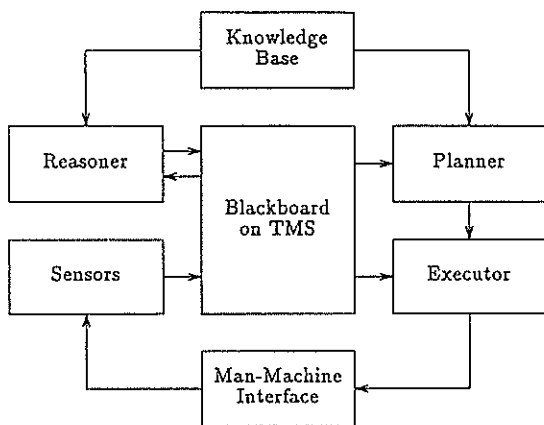 Knowledge
Base
Reasoner
Blackboard
on TMS
Planner
Sensors
Executor
Man-Machine
Interface